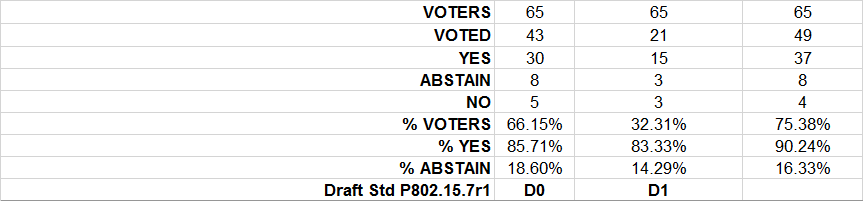 VOTERS 65 65 65
VOTED 43 21 49
YES 30 15 37
ABSTAIN 8 3 8
NO 5 3 4
% VOTERS 66.15% 32.31% 75.38%
% YES 85.71% 83.33% 90.24%
% ABSTAIN 18.60% 14.29% 16.33%
Draft Std P802.15.7r1 D0 D1